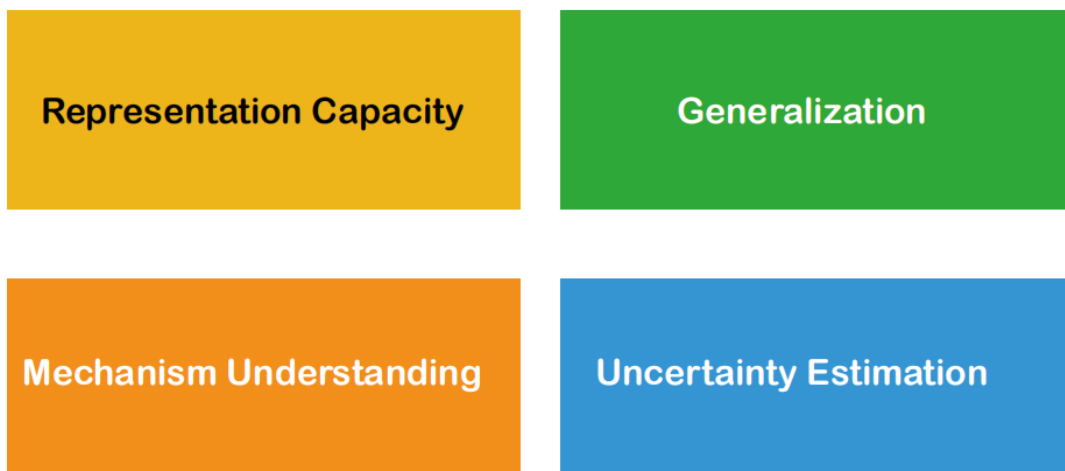 Representation Capacity
Generalization
Mechanism Understanding
Uncertainty Estimation